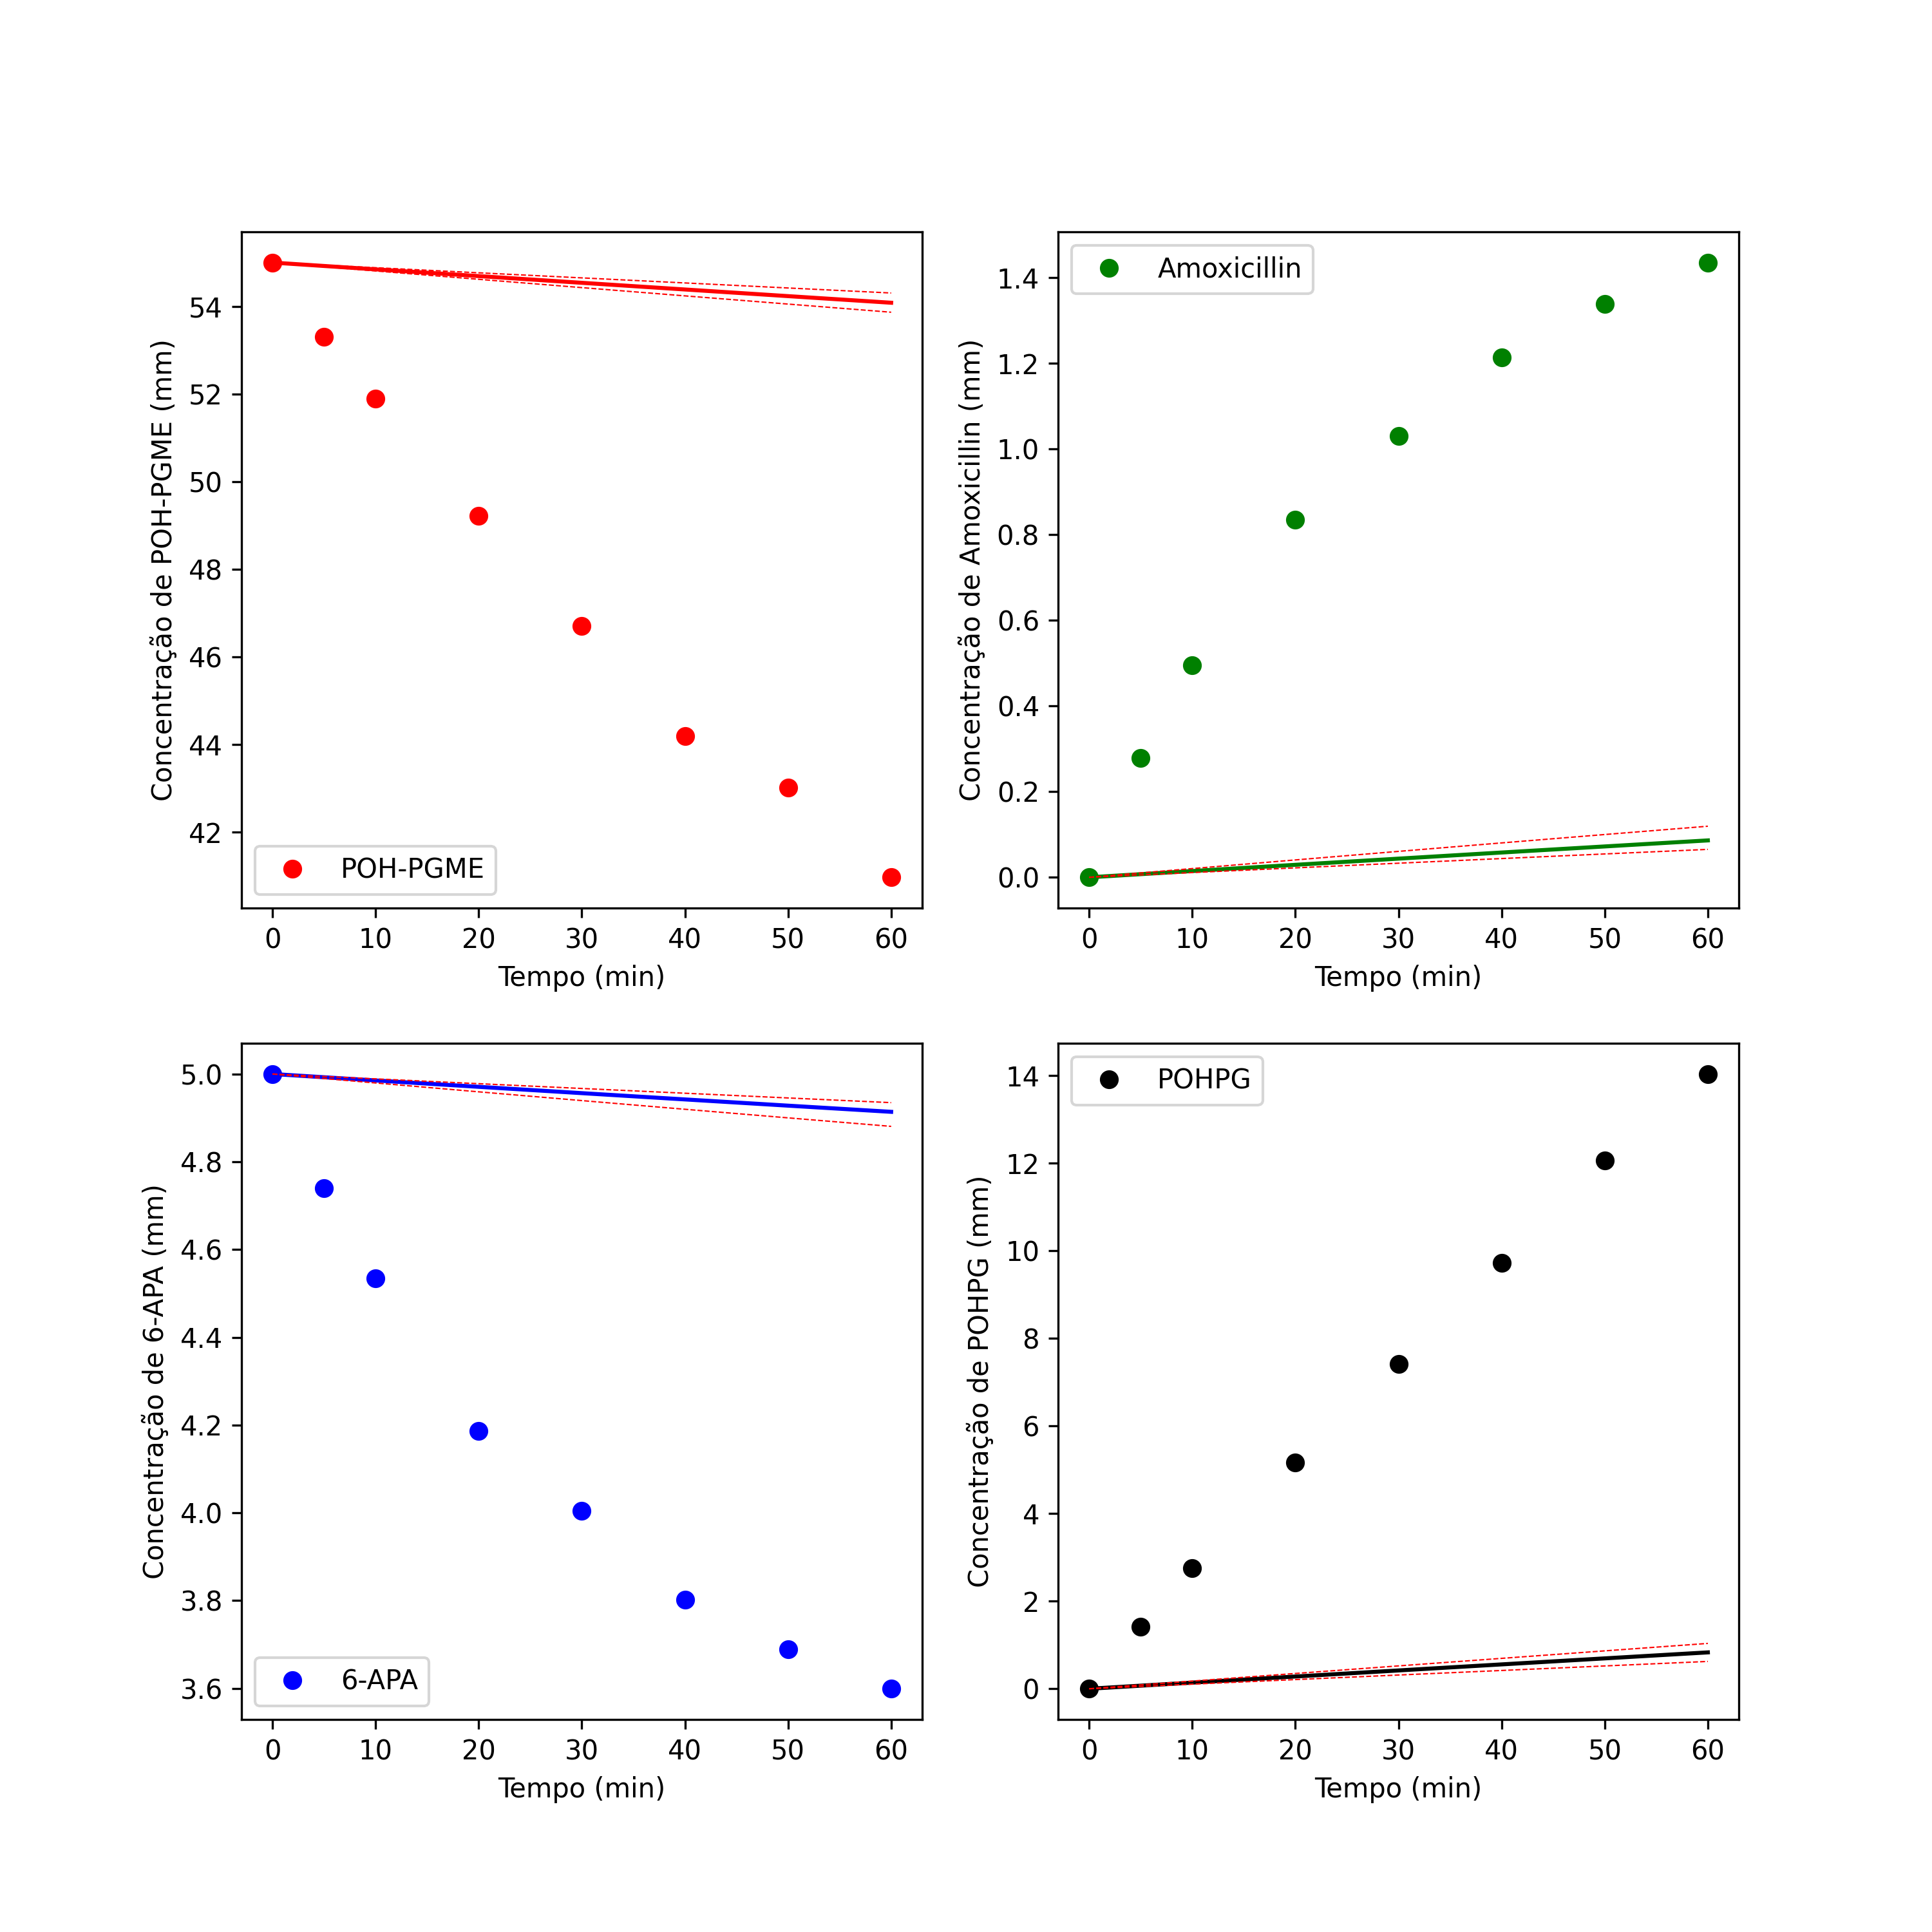 Concentração de POH-PGME (mm)
54
52
50
48
46
44
42
POH-PGME
0 10 20 30 40 50 60
Tempo (min)
Concentração de Amoxicillin (mm)
Amoxicillin
1.4
1.2
1.0
0.8
0.6
0.4
0.2
0.0
0 10 20 30 40 50 60
Tempo (min)
Concentração de 6-APA (mm)
5.0
4.8
4.6
4.4
4.2
4.0
3.8
3.6
6-APA
0 10 20 30 40 50 60
Tempo (min)
Concentração de POHPG (mm)
POHPG
14
12
10
8
6
4
2
0
0 10 20 30 40 50 60
Tempo (min)